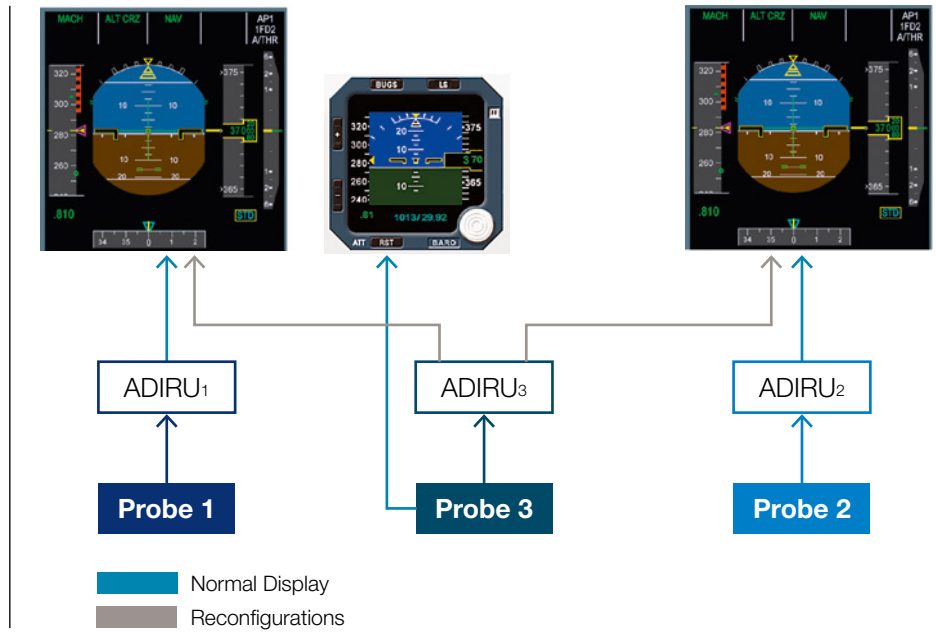 MACH ALT CRZ NAV AP1
1FD2
A/THR
320
300
280
260
.810
10 10
10 10
20 20
375
370
365
STD
34 35 0 1 2
BUGS LS
320
300
280
260
240
20
10
10
375
3 70
365
.81 1013/29.92
ATT RST BARO
MACH ALT CRZ NAV AP1
1FD2
A/THR
320
300
280
260
.810
10 10
10 10
20 20
375
370
365
STD
34 35 0 1 2
ADIRU1 ADIRU3 ADIRU2
Probe 1 Probe 3 Probe 2
Normal Display
Reconfigurations